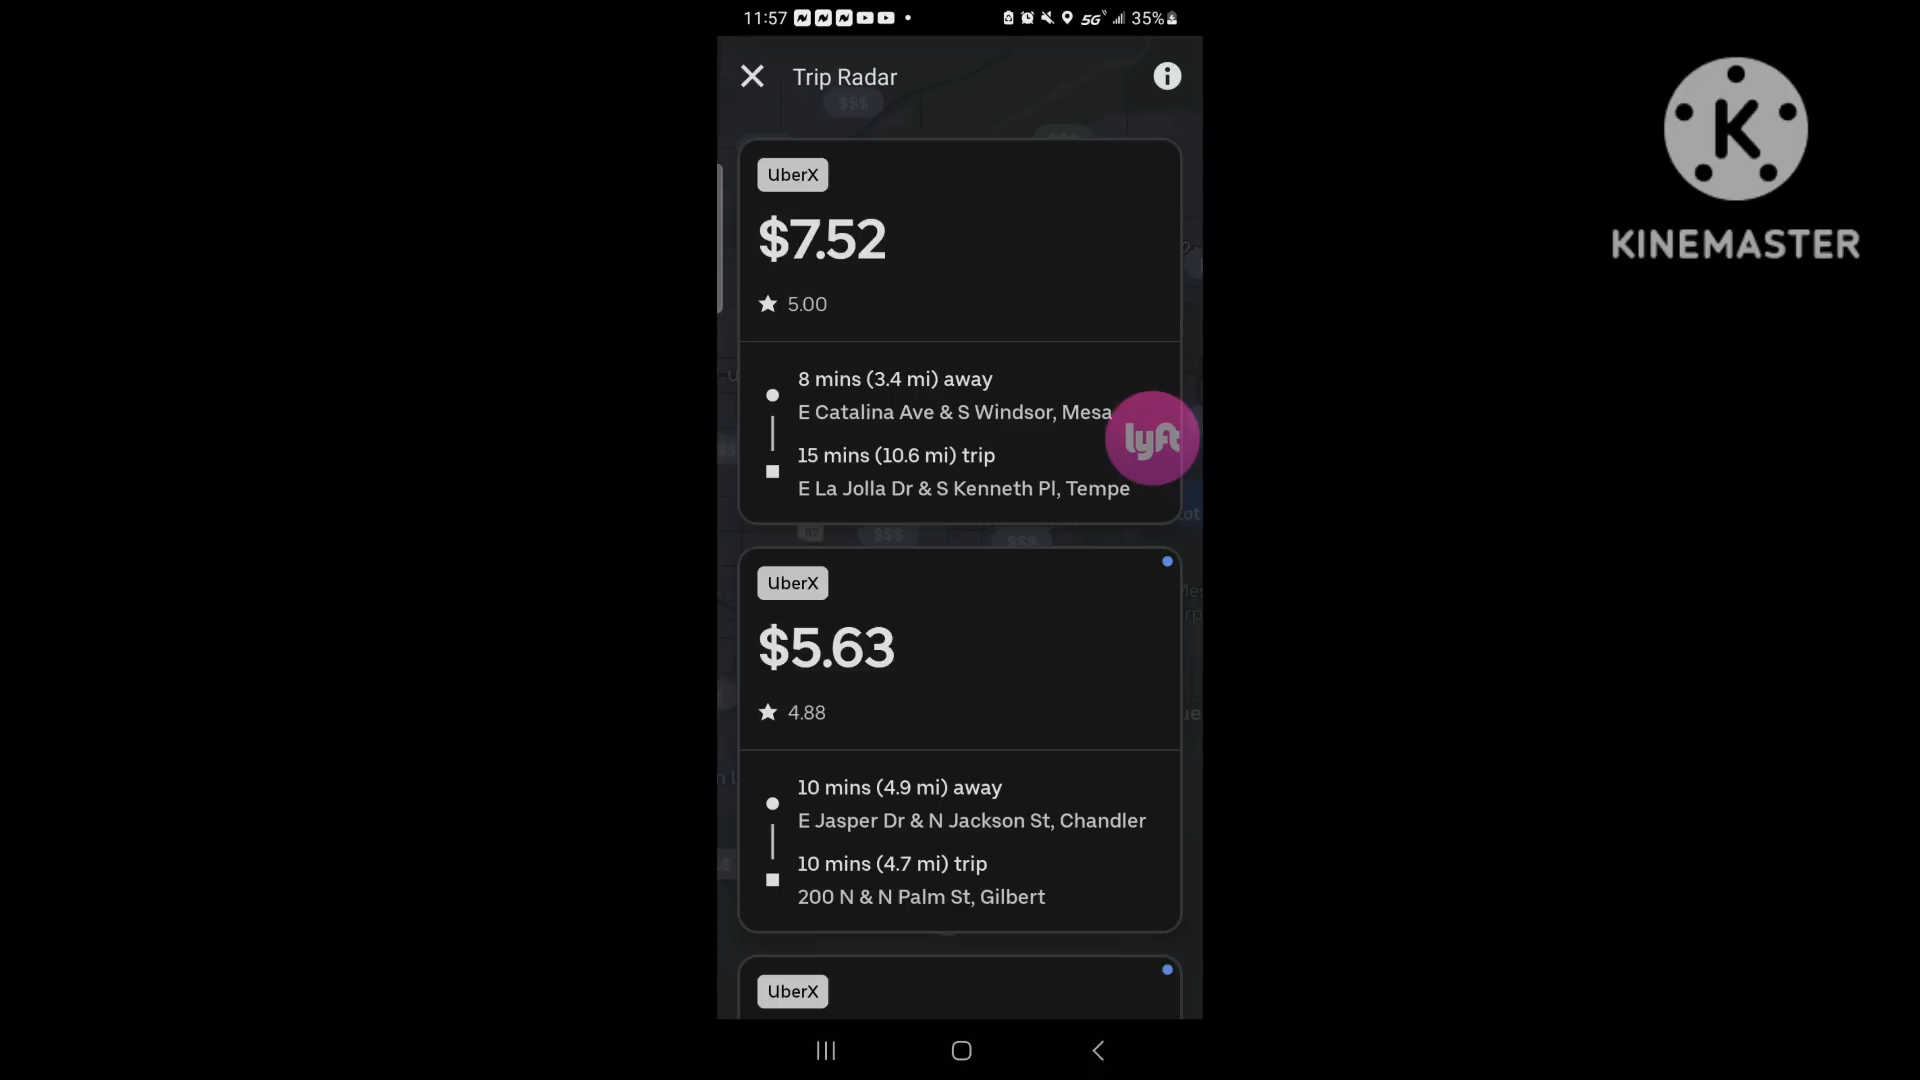 11:57 5G 35%
Trip Radar
$$$
UberX
$7.52
5.00
8 mins (3.4 mi) away
E Catalina Ave & S Windsor, Mesa
15 mins (10.6 mi) trip
E La Jolla Dr & S Kenneth Pl, Tempe
lyft
$$$ $$$
UberX
$5.63
4.88
10 mins (4.9 mi) away
E Jasper Dr & N Jackson St, Chandler
10 mins (4.7 mi) trip
200 N & N Palm St, Gilbert
UberX
K
KINEMASTER